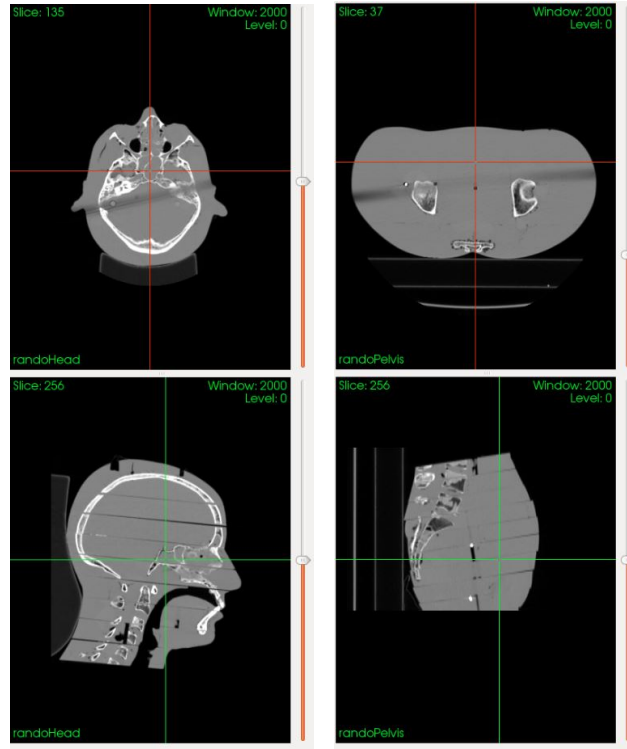 Slice: 135
Window: 2000
Level: 0
randoHead
Slice: 37
Window: 2000
Level: 0
randoPelvis
Slice: 256
Window: 2000
Level: 0
randoHead
Slice: 256
Window: 2000
Level: 0
randoPelvis